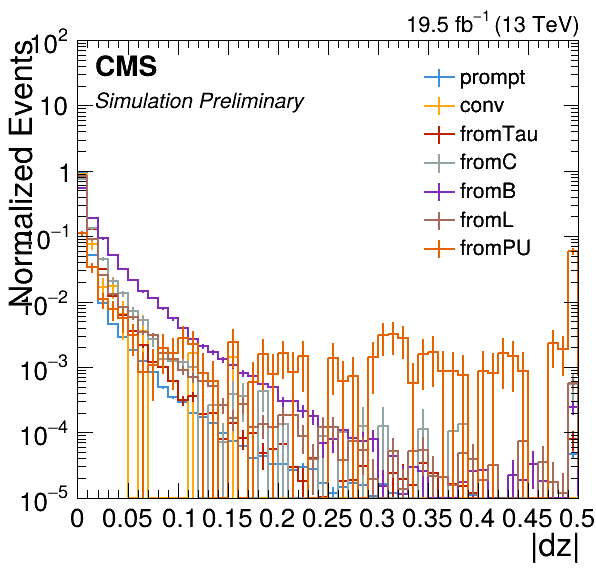 19.5 fb⁻¹ (13 TeV)
CMS
Simulation Preliminary
prompt
conv
fromTau
fromC
fromB
fromL
fromPU
Normalized Events
10²
10
1
10⁻¹
10⁻²
10⁻³
10⁻⁴
10⁻⁵
0 0.05 0.1 0.15 0.2 0.25 0.3 0.35 0.4 0.45 0.5
|dz|